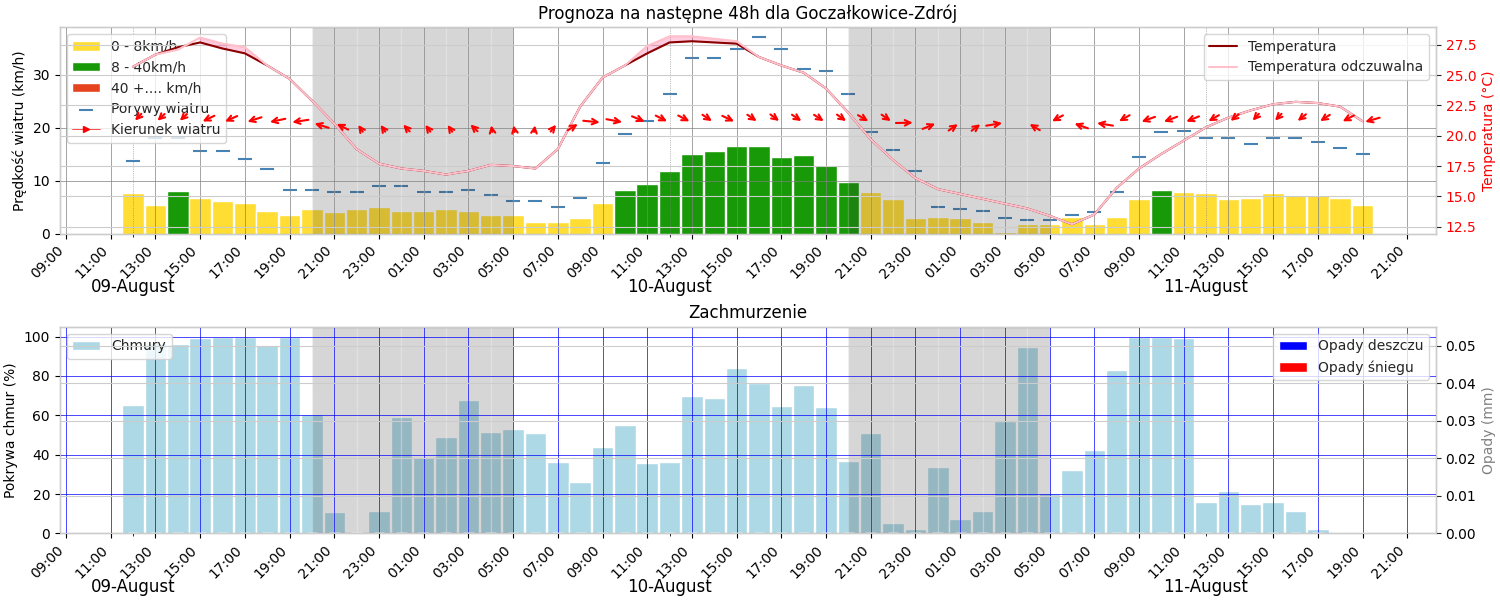 Prognoza na następne 48h dla Goczałkowice-Zdrój
Prędkość wiatru (km/h)
30
20
10
0
0 - 8km/h
8 - 40km/h
40 +.... km/h
Porywy wiatru
Kierunek wiatru
Temperatura
Temperatura odczuwalna
27.5
25.0
22.5
20.0
17.5
15.0
12.5
Temperatura (°C)
09:00 11:00 13:00 15:00 17:00 19:00 21:00 23:00 01:00 03:00 05:00 07:00 09:00 11:00 13:00 15:00 17:00 19:00 21:00 23:00 01:00 03:00 05:00 07:00 09:00 11:00 13:00 15:00 17:00 19:00 21:00
09-August 10-August 11-August
Zachmurzenie
Pokrywa chmur (%)
100
80
60
40
20
0
Chmury
Opady deszczu
Opady śniegu
0.05
0.04
0.03
0.02
0.01
0.00
Opady (mm)
09:00 11:00 13:00 15:00 17:00 19:00 21:00 23:00 01:00 03:00 05:00 07:00 09:00 11:00 13:00 15:00 17:00 19:00 21:00 23:00 01:00 03:00 05:00 07:00 09:00 11:00 13:00 15:00 17:00 19:00 21:00
09-August 10-August 11-August